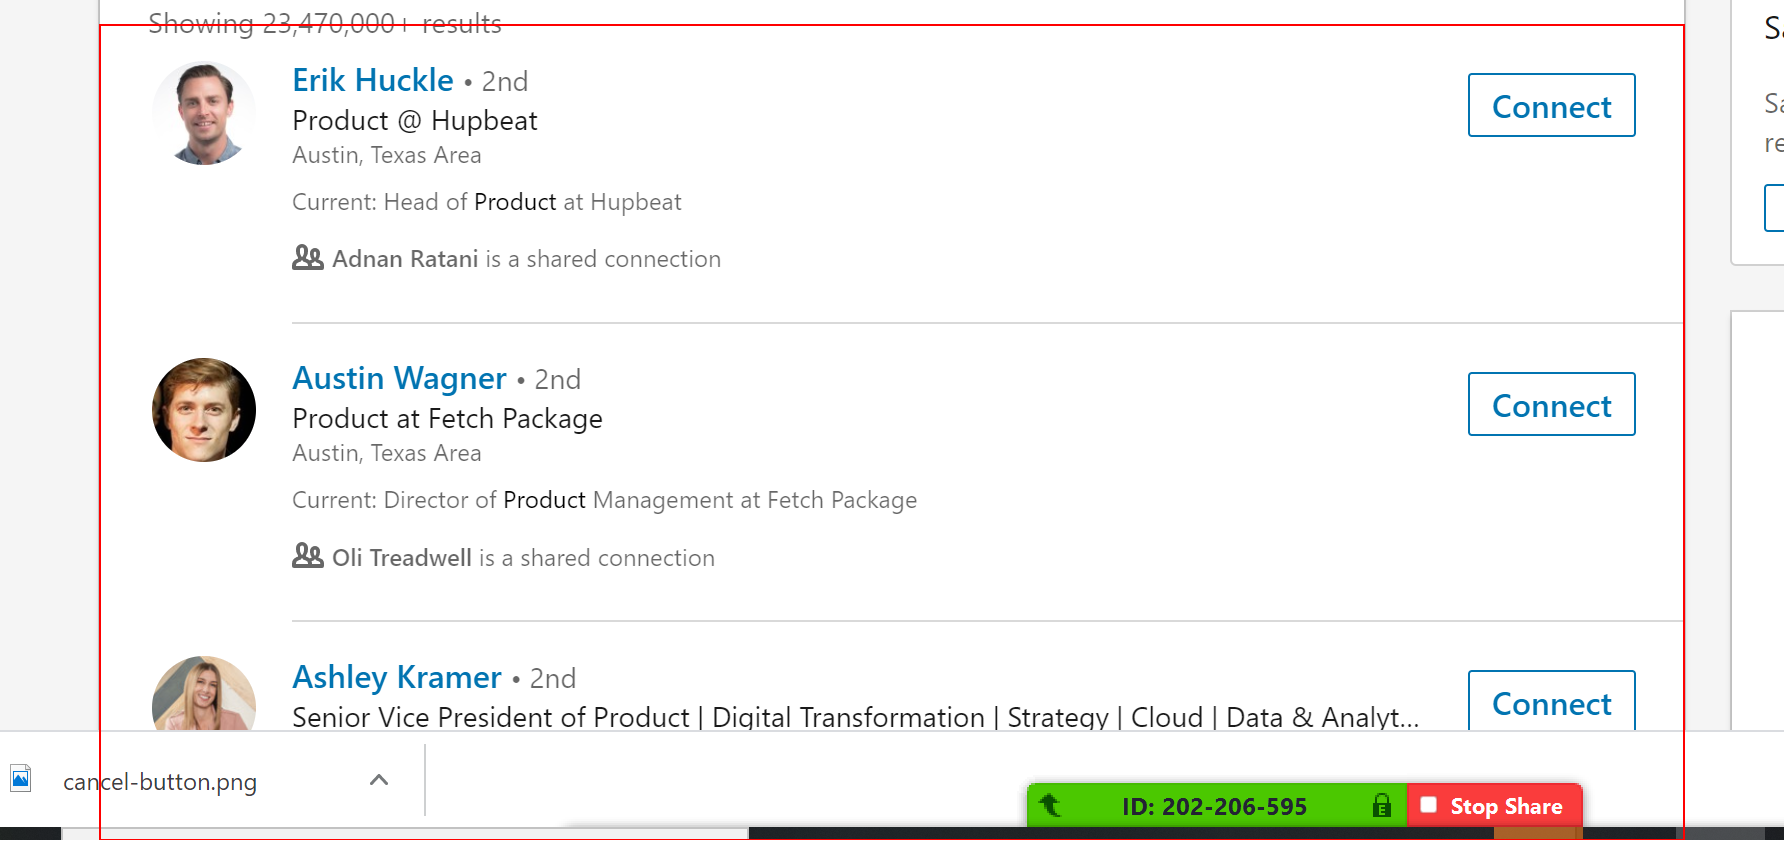 Showing 23,470,000+ results
Erik Huckle • 2nd
Product @ Hupbeat
Austin, Texas Area
Current: Head of Product at Hupbeat
Adnan Ratani is a shared connection
Connect
Austin Wagner • 2nd
Product at Fetch Package
Austin, Texas Area
Current: Director of Product Management at Fetch Package
Oli Treadwell is a shared connection
Connect
Ashley Kramer • 2nd
Senior Vice President of Product | Digital Transformation | Strategy | Cloud | Data & Analyt...
Connect
cancel-button.png
ID: 202-206-595
Stop Share